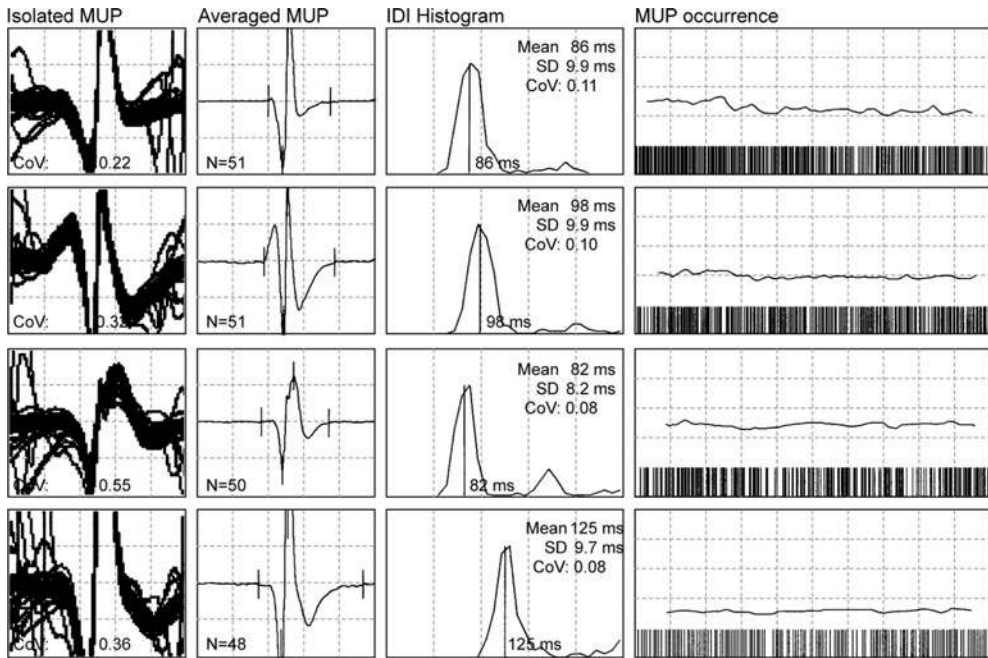 Isolated MUP Averaged MUP IDI Histogram MUP occurrence
Mean 86 ms
SD 9.9 ms
CoV: 0.11
CoV: 0.22 N=51 86 ms
Mean 98 ms
SD 9.9 ms
CoV: 0.10
CoV: 0.32 N=51 98 ms
Mean 82 ms
SD 8.2 ms
CoV: 0.08
CoV: 0.55 N=50 82 ms
Mean 125 ms
SD 9.7 ms
CoV: 0.08
CoV: 0.36 N=48 125 ms